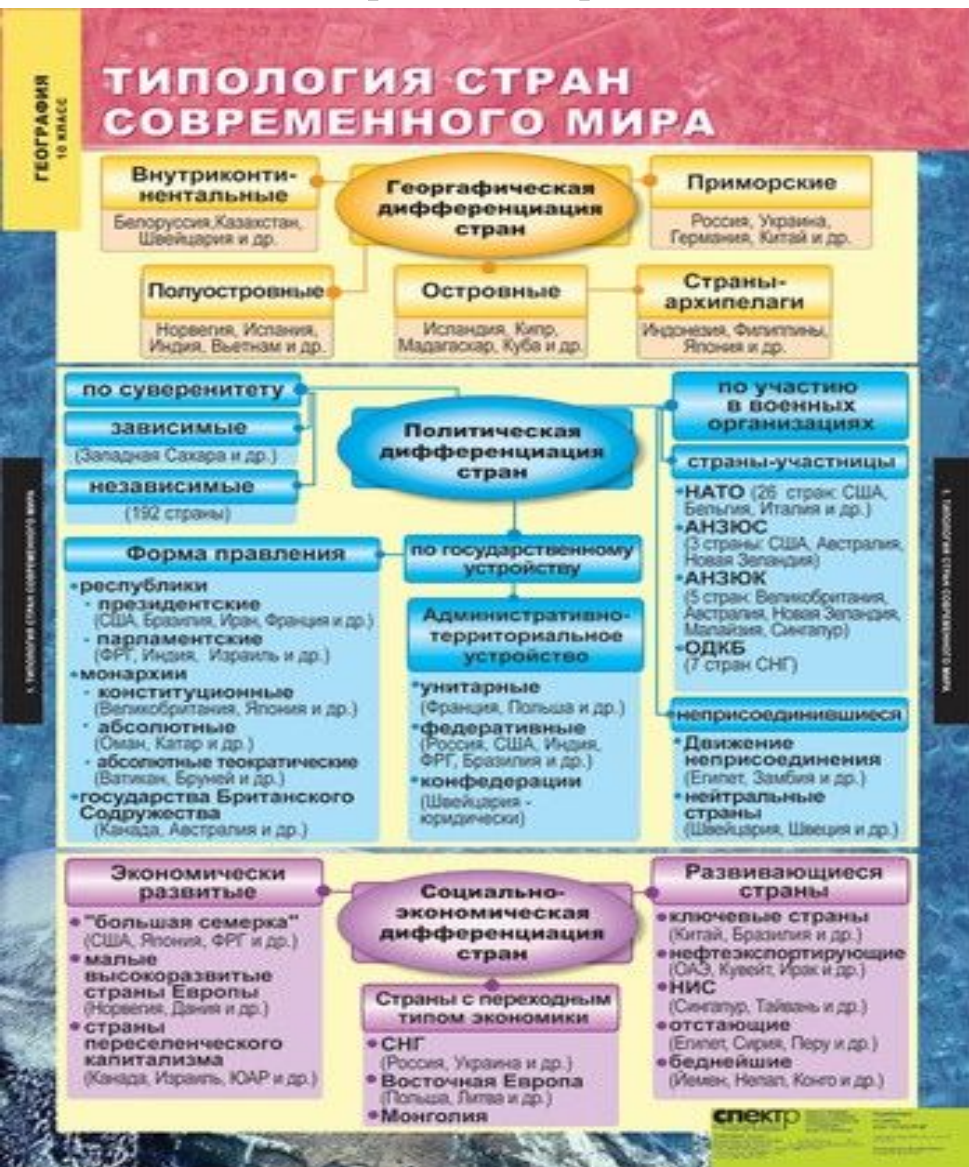 ГЕОГРАФИЯ
10 КЛАСС
ТИПОЛОГИЯ СТРАН
СОВРЕМЕННОГО МИРА
Географическая
дифференциация
стран
Внутриконти-
нентальные
Белоруссия,Казахстан,
Швейцария и др.
Приморские
Россия, Украина,
Германия, Китай и др.
Полуостровные
Норвегия, Испания,
Индия, Вьетнам и др.
Островные
Исландия, Кипр,
Мадагаскар, Куба и др.
Страны-
архипелаги
Индонезия, Филиппины,
Япония и др.
Политическая
дифференциация
стран
по суверенитету
зависимые
(Западная Сахара и др.)
независимые
(192 страны)
по участию
в военных
организациях
страны-участницы
•НАТО (26 стран: США,
Бельгия, Италия и др.)
•АНЗЮС
(3 страны: США, Австралия,
Новая Зеландия)
•АНЗЮК
(5 стран: Великобритания,
Австралия, Новая Зеландия,
Малайзия, Сингапур)
•ОДКБ
(7 стран СНГ)
неприсоединившиеся
•Движение
неприсоединения
(Египет, Замбия и др.)
•нейтральные
страны
(Швейцария, Швеция и др.)
по государственному
устройству
Форма правления
•республики
- президентские
(США, Бразилия, Иран, Франция и др.)
- парламентские
(ФРГ, Индия, Израиль и др.)
•монархии
- конституционные
(Великобритания, Япония и др.)
- абсолютные
(Оман, Катар и др.)
- абсолютные теократические
(Ватикан, Бруней и др.)
•государства Британского
Содружества
(Канада, Австралия и др.)
Административно-
территориальное
устройство
•унитарные
(Франция, Польша и др.)
•федеративные
(Россия, США, Индия,
ФРГ, Бразилия и др.)
•конфедерации
(Швейцария -
юридически)
1. ТИПОЛОГИЯ СТРАН СОВРЕМЕННОГО МИРА
1. ТИПОЛОГИЯ СТРАН СОВРЕМЕННОГО МИРА
Социально-
экономическая
дифференциация
стран
Экономически
развитые
•"большая семерка"
(США, Япония, ФРГ и др.)
•малые
высокоразвитые
страны Европы
(Норвегия, Дания и др.)
•страны
переселенческого
капитализма
(Канада, Израиль, ЮАР и др.)
Страны с переходным
типом экономики
•СНГ
(Россия, Украина и др.)
•Восточная Европа
(Польша, Литва и др.)
•Монголия
Развивающиеся
страны
•ключевые страны
(Китай, Бразилия и др.)
•нефтеэкспортирующие
(ОАЭ, Кувейт, Ирак и др.)
•НИС
(Сингапур, Тайвань и др.)
•отстающие
(Египет, Сирия, Перу и др.)
•беднейшие
(Йемен, Непал, Конго и др.)
спектр